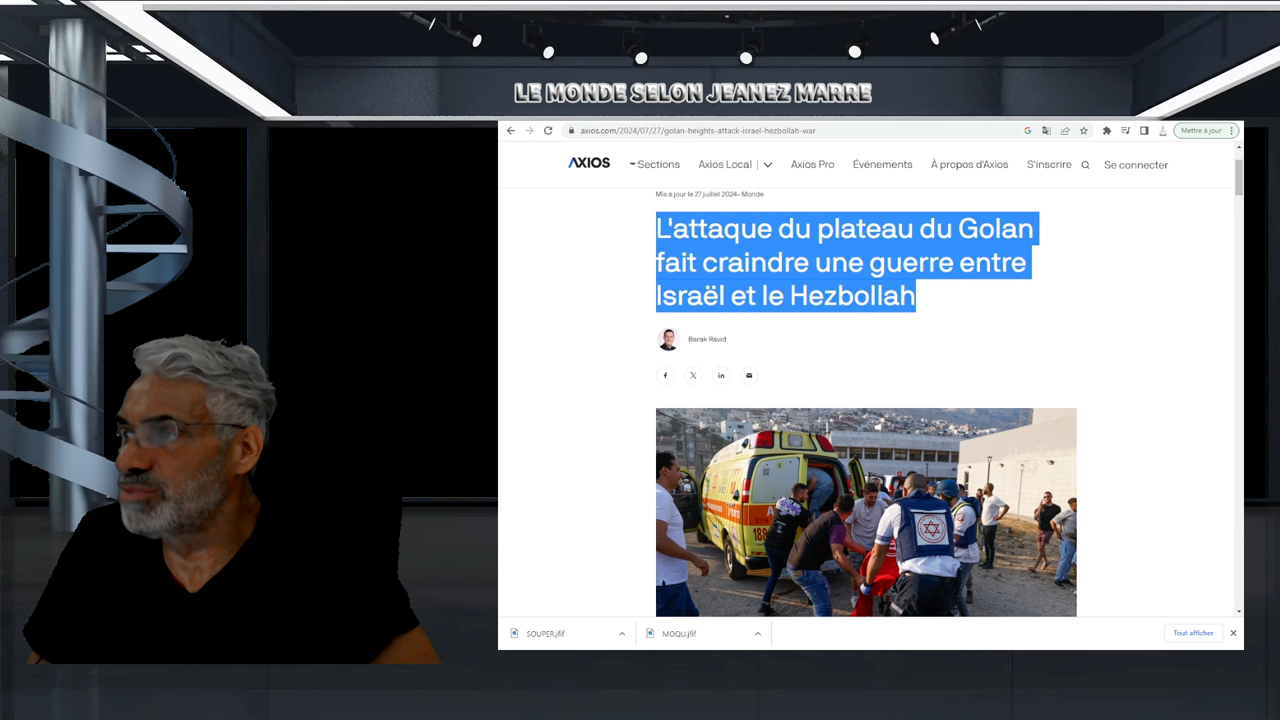 LE MONDE SELON JEANEZ MARRE
axios.com/2024/07/27/golan-heights-attack-israel-hezbollah-war
Mettre à jour
AXIOS
Sections
Axios Local
Axios Pro
Événements
À propos d'Axios
S'inscrire
Se connecter
Mis à jour le 27 juillet 2024- Monde
L'attaque du plateau du Golan
fait craindre une guerre entre
Israël et le Hezbollah
Barak Ravid
SOUPER.jfif
MOQU.jfif
Tout afficher